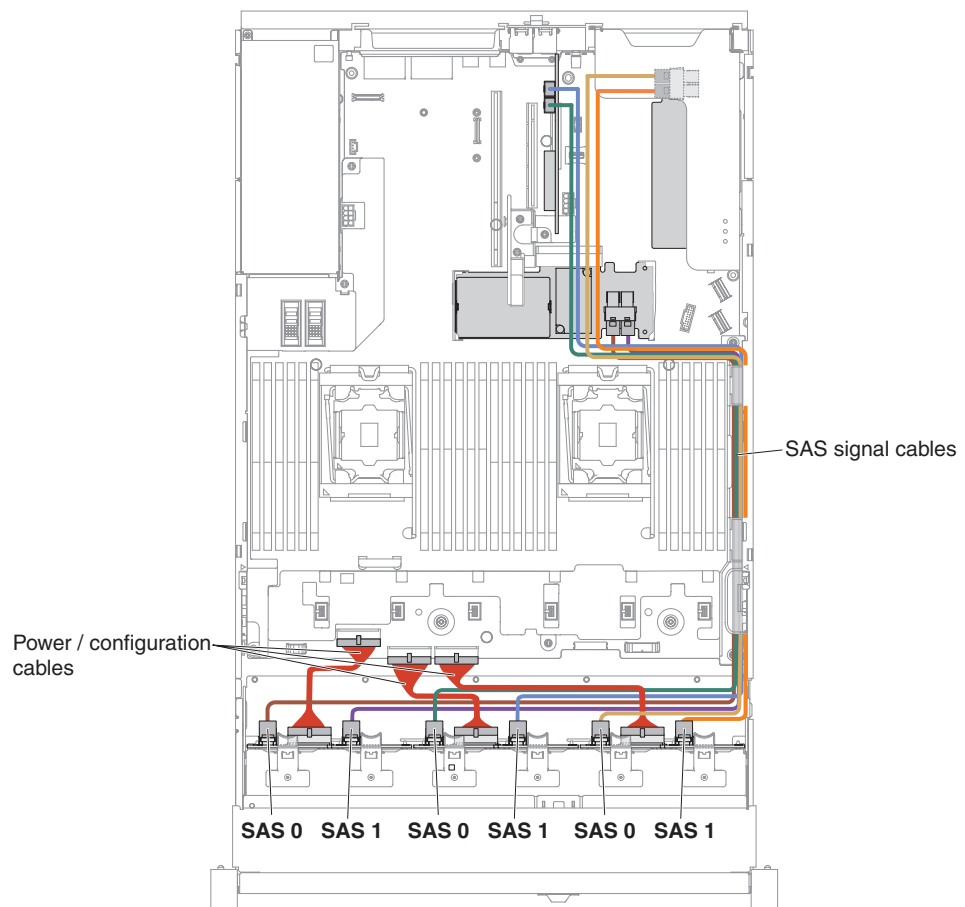 SAS signal cables
Power / configuration
cables
SAS 0 SAS 1 SAS 0 SAS 1 SAS 0 SAS 1